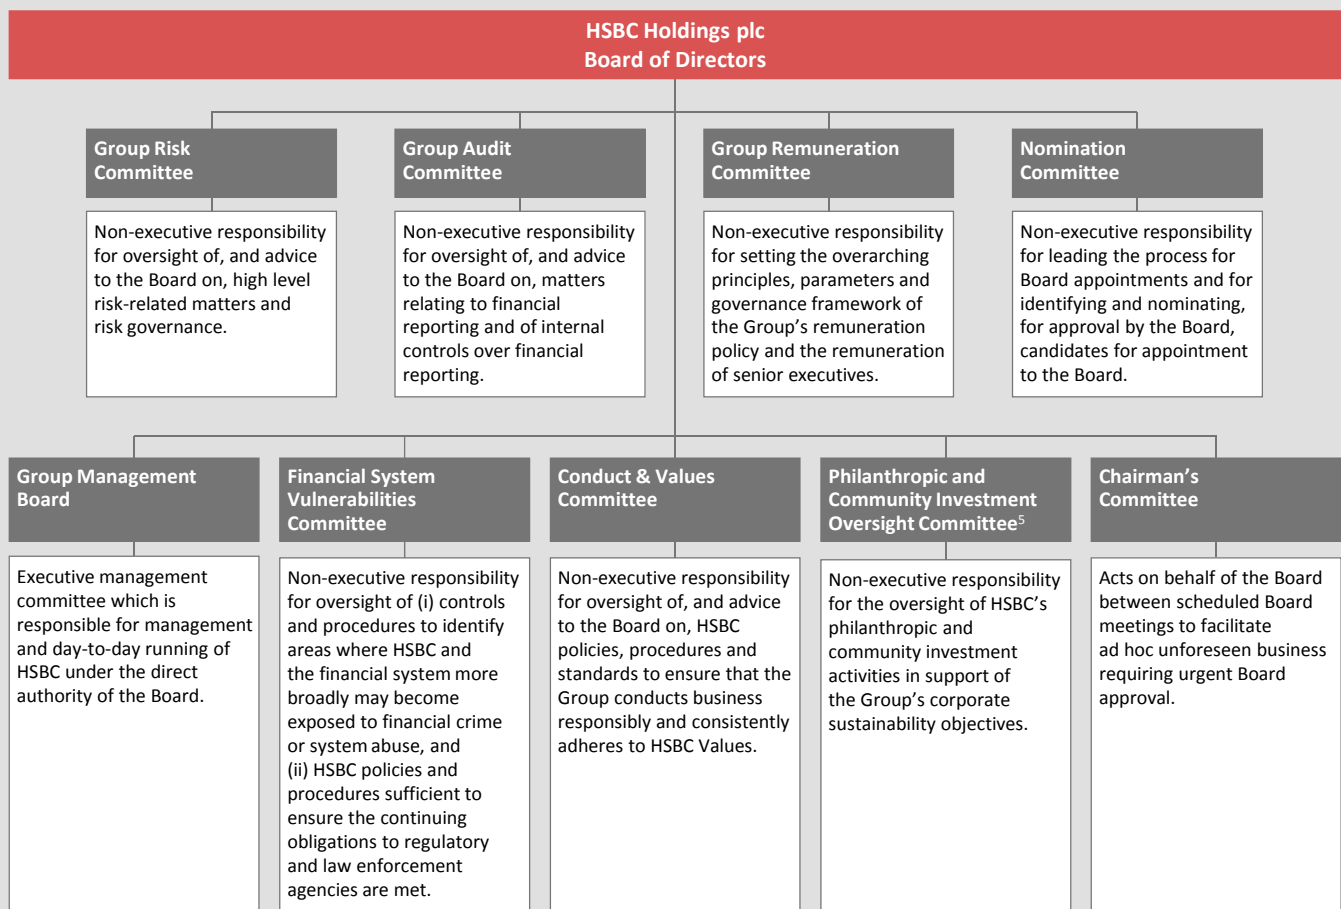 HSBC Holdings plc
Board of Directors
Group Risk
Committee
Non-executive responsibility
for oversight of, and advice
to the Board on, high level
risk-related matters and
risk governance.
Group Audit
Committee
Non-executive responsibility
for oversight of, and advice
to the Board on, matters
relating to financial
reporting and of internal
controls over financial
reporting.
Group Remuneration
Committee
Non-executive responsibility
for setting the overarching
principles, parameters and
governance framework of
the Group's remuneration
policy and the remuneration
of senior executives.
Nomination
Committee
Non-executive responsibility
for leading the process for
Board appointments and for
identifying and nominating,
for approval by the Board,
candidates for appointment
to the Board.
Group Management
Board
Executive management
committee which is
responsible for management
and day-to-day running of
HSBC under the direct
authority of the Board.
Financial System
Vulnerabilities
Committee
Non-executive responsibility
for oversight of (i) controls
and procedures to identify
areas where HSBC and
the financial system more
broadly may become
exposed to financial crime
or system abuse, and
(ii) HSBC policies and
procedures sufficient to
ensure the continuing
obligations to regulatory
and law enforcement
agencies are met.
Conduct & Values
Committee
Non-executive responsibility
for oversight of, and advice
to the Board on, HSBC
policies, procedures and
standards to ensure that the
Group conducts business
responsibly and consistently
adheres to HSBC Values.
Philanthropic and
Community Investment
Oversight Committee⁵
Non-executive responsibility
for the oversight of HSBC's
philanthropic and
community investment
activities in support of
the Group's corporate
sustainability objectives.
Chairman's
Committee
Acts on behalf of the Board
between scheduled Board
meetings to facilitate
ad hoc unforeseen business
requiring urgent Board
approval.